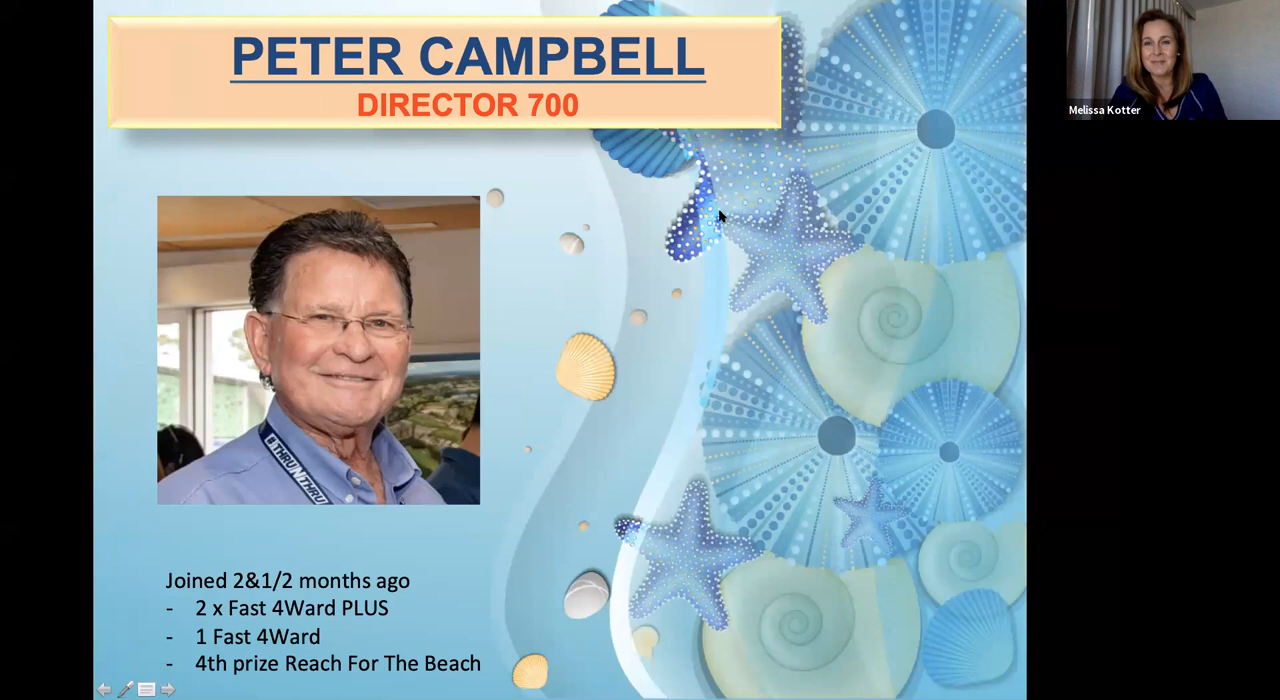 PETER CAMPBELL
DIRECTOR 700
Melissa Kotter
#THRUNTHRU
Joined 2&1/2 months ago
- 2 x Fast 4Ward PLUS
- 1 Fast 4Ward
- 4th prize Reach For The Beach